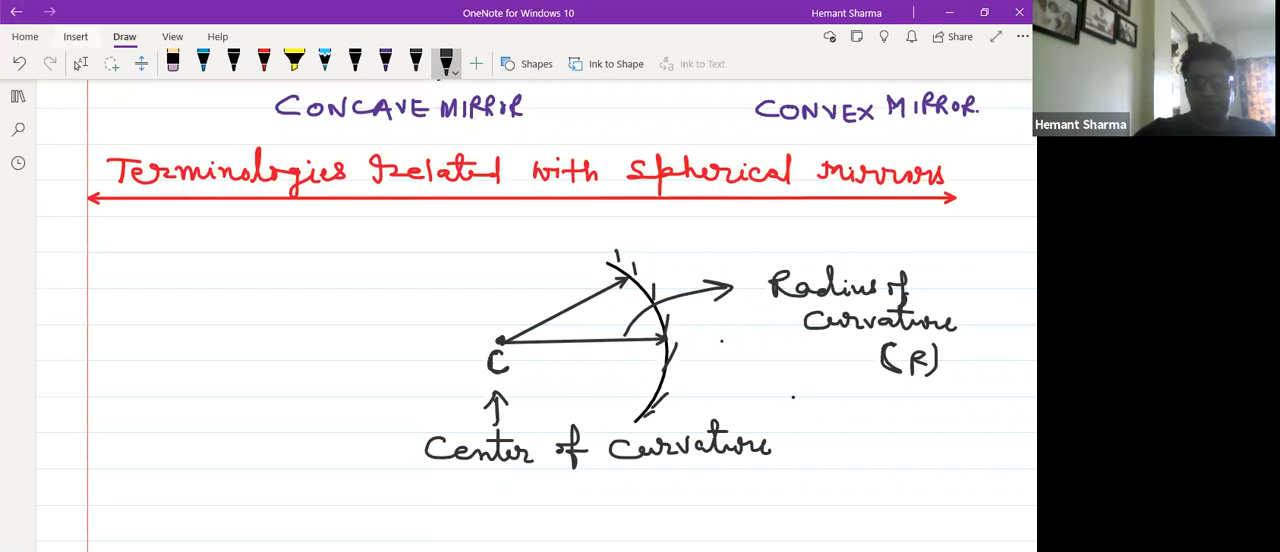 OneNote for Windows 10
Hemant Sharma
Home Insert Draw View Help
Share
Shapes Ink to Shape Ink to Text
Hemant Sharma
CONCAVE MIRROR
CONVEX MIRROR.
Terminologies related with Spherical mirrors
Radius of
curvature
(R)
C
Center of curvature